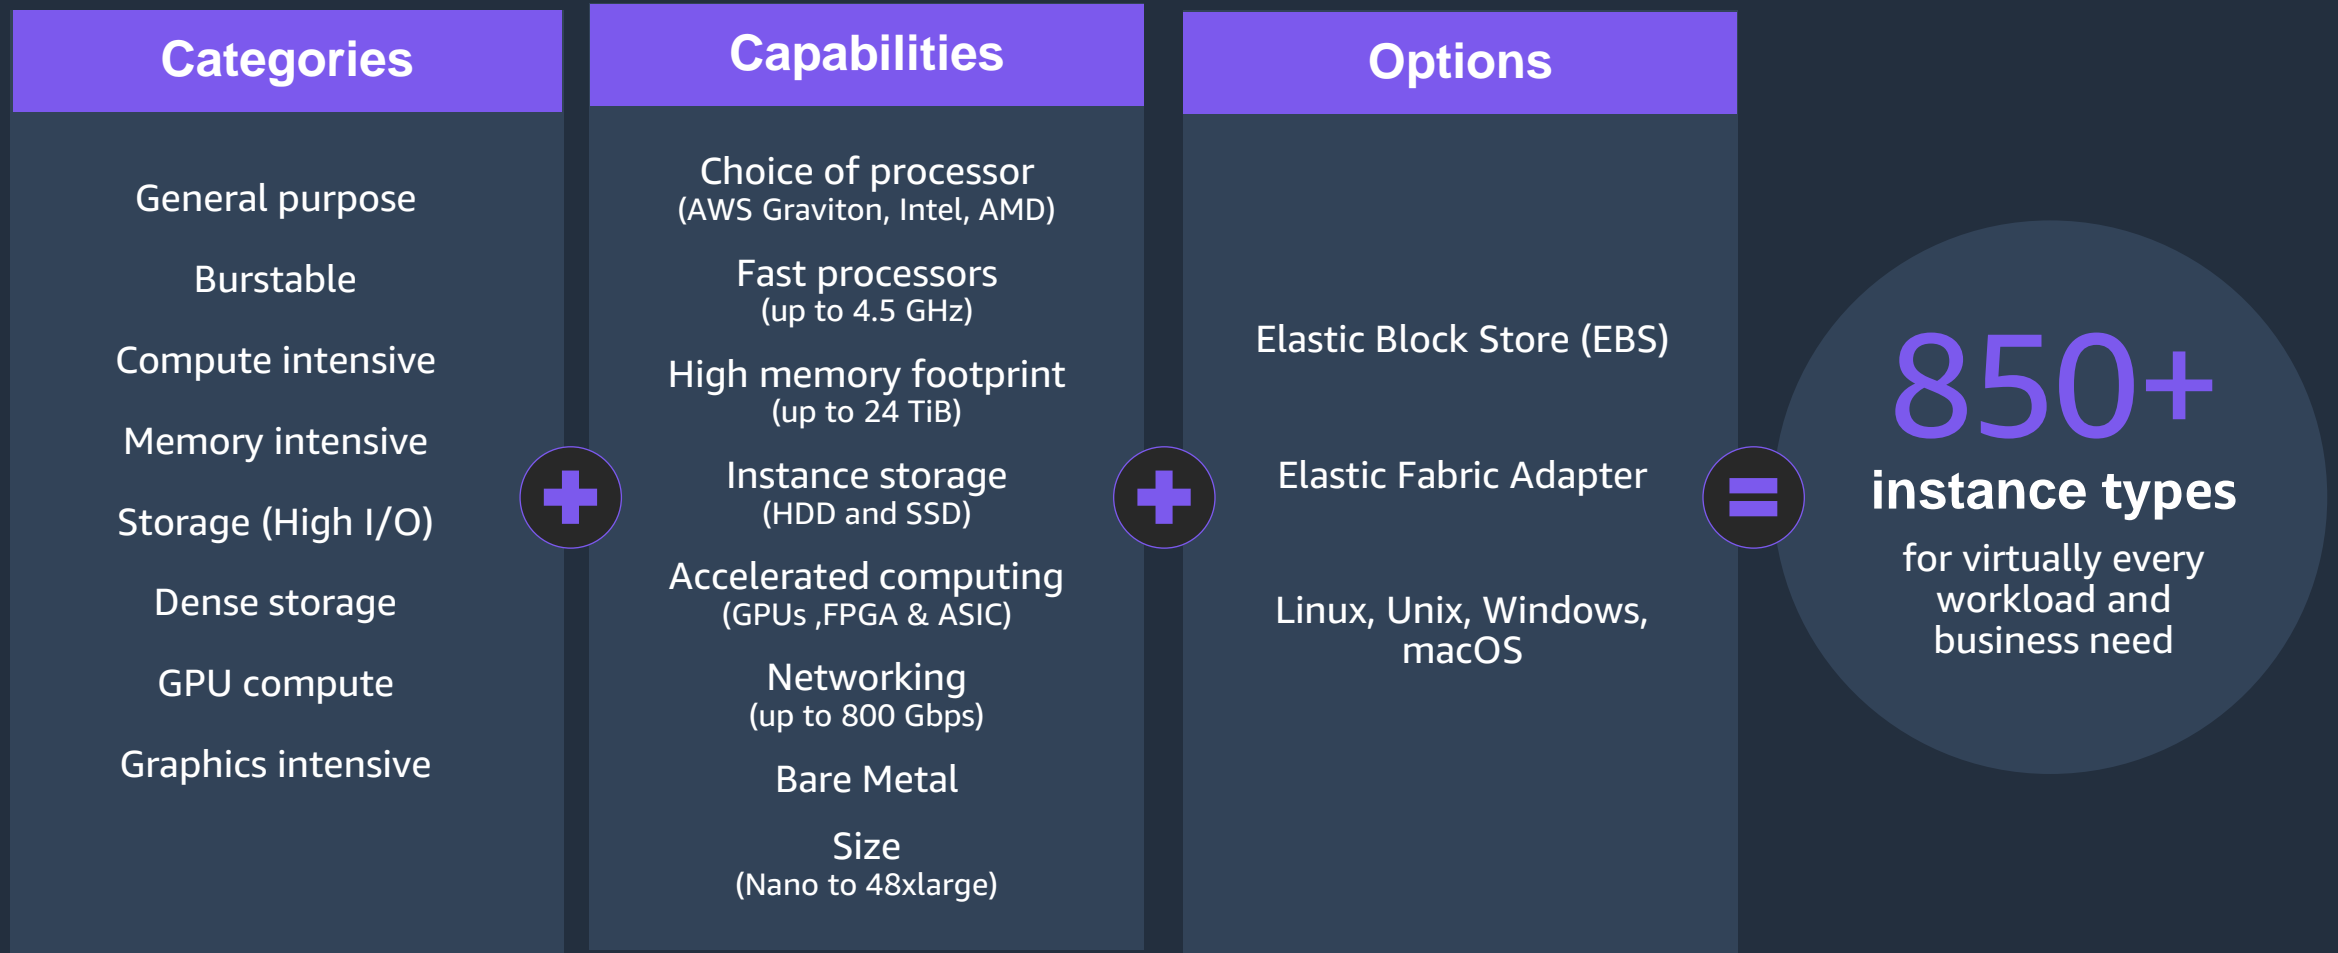 Categories
General purpose
Burstable
Compute intensive
Memory intensive
Storage (High I/O)
Dense storage
GPU compute
Graphics intensive
Capabilities
Choice of processor
(AWS Graviton, Intel, AMD)
Fast processors
(up to 4.5 GHz)
High memory footprint
(up to 24 TiB)
Instance storage
(HDD and SSD)
Accelerated computing
(GPUs ,FPGA & ASIC)
Networking
(up to 800 Gbps)
Bare Metal
Size
(Nano to 48xlarge)
Options
Elastic Block Store (EBS)
Elastic Fabric Adapter
Linux, Unix, Windows,
macOS
850+
instance types
for virtually every
workload and
business need